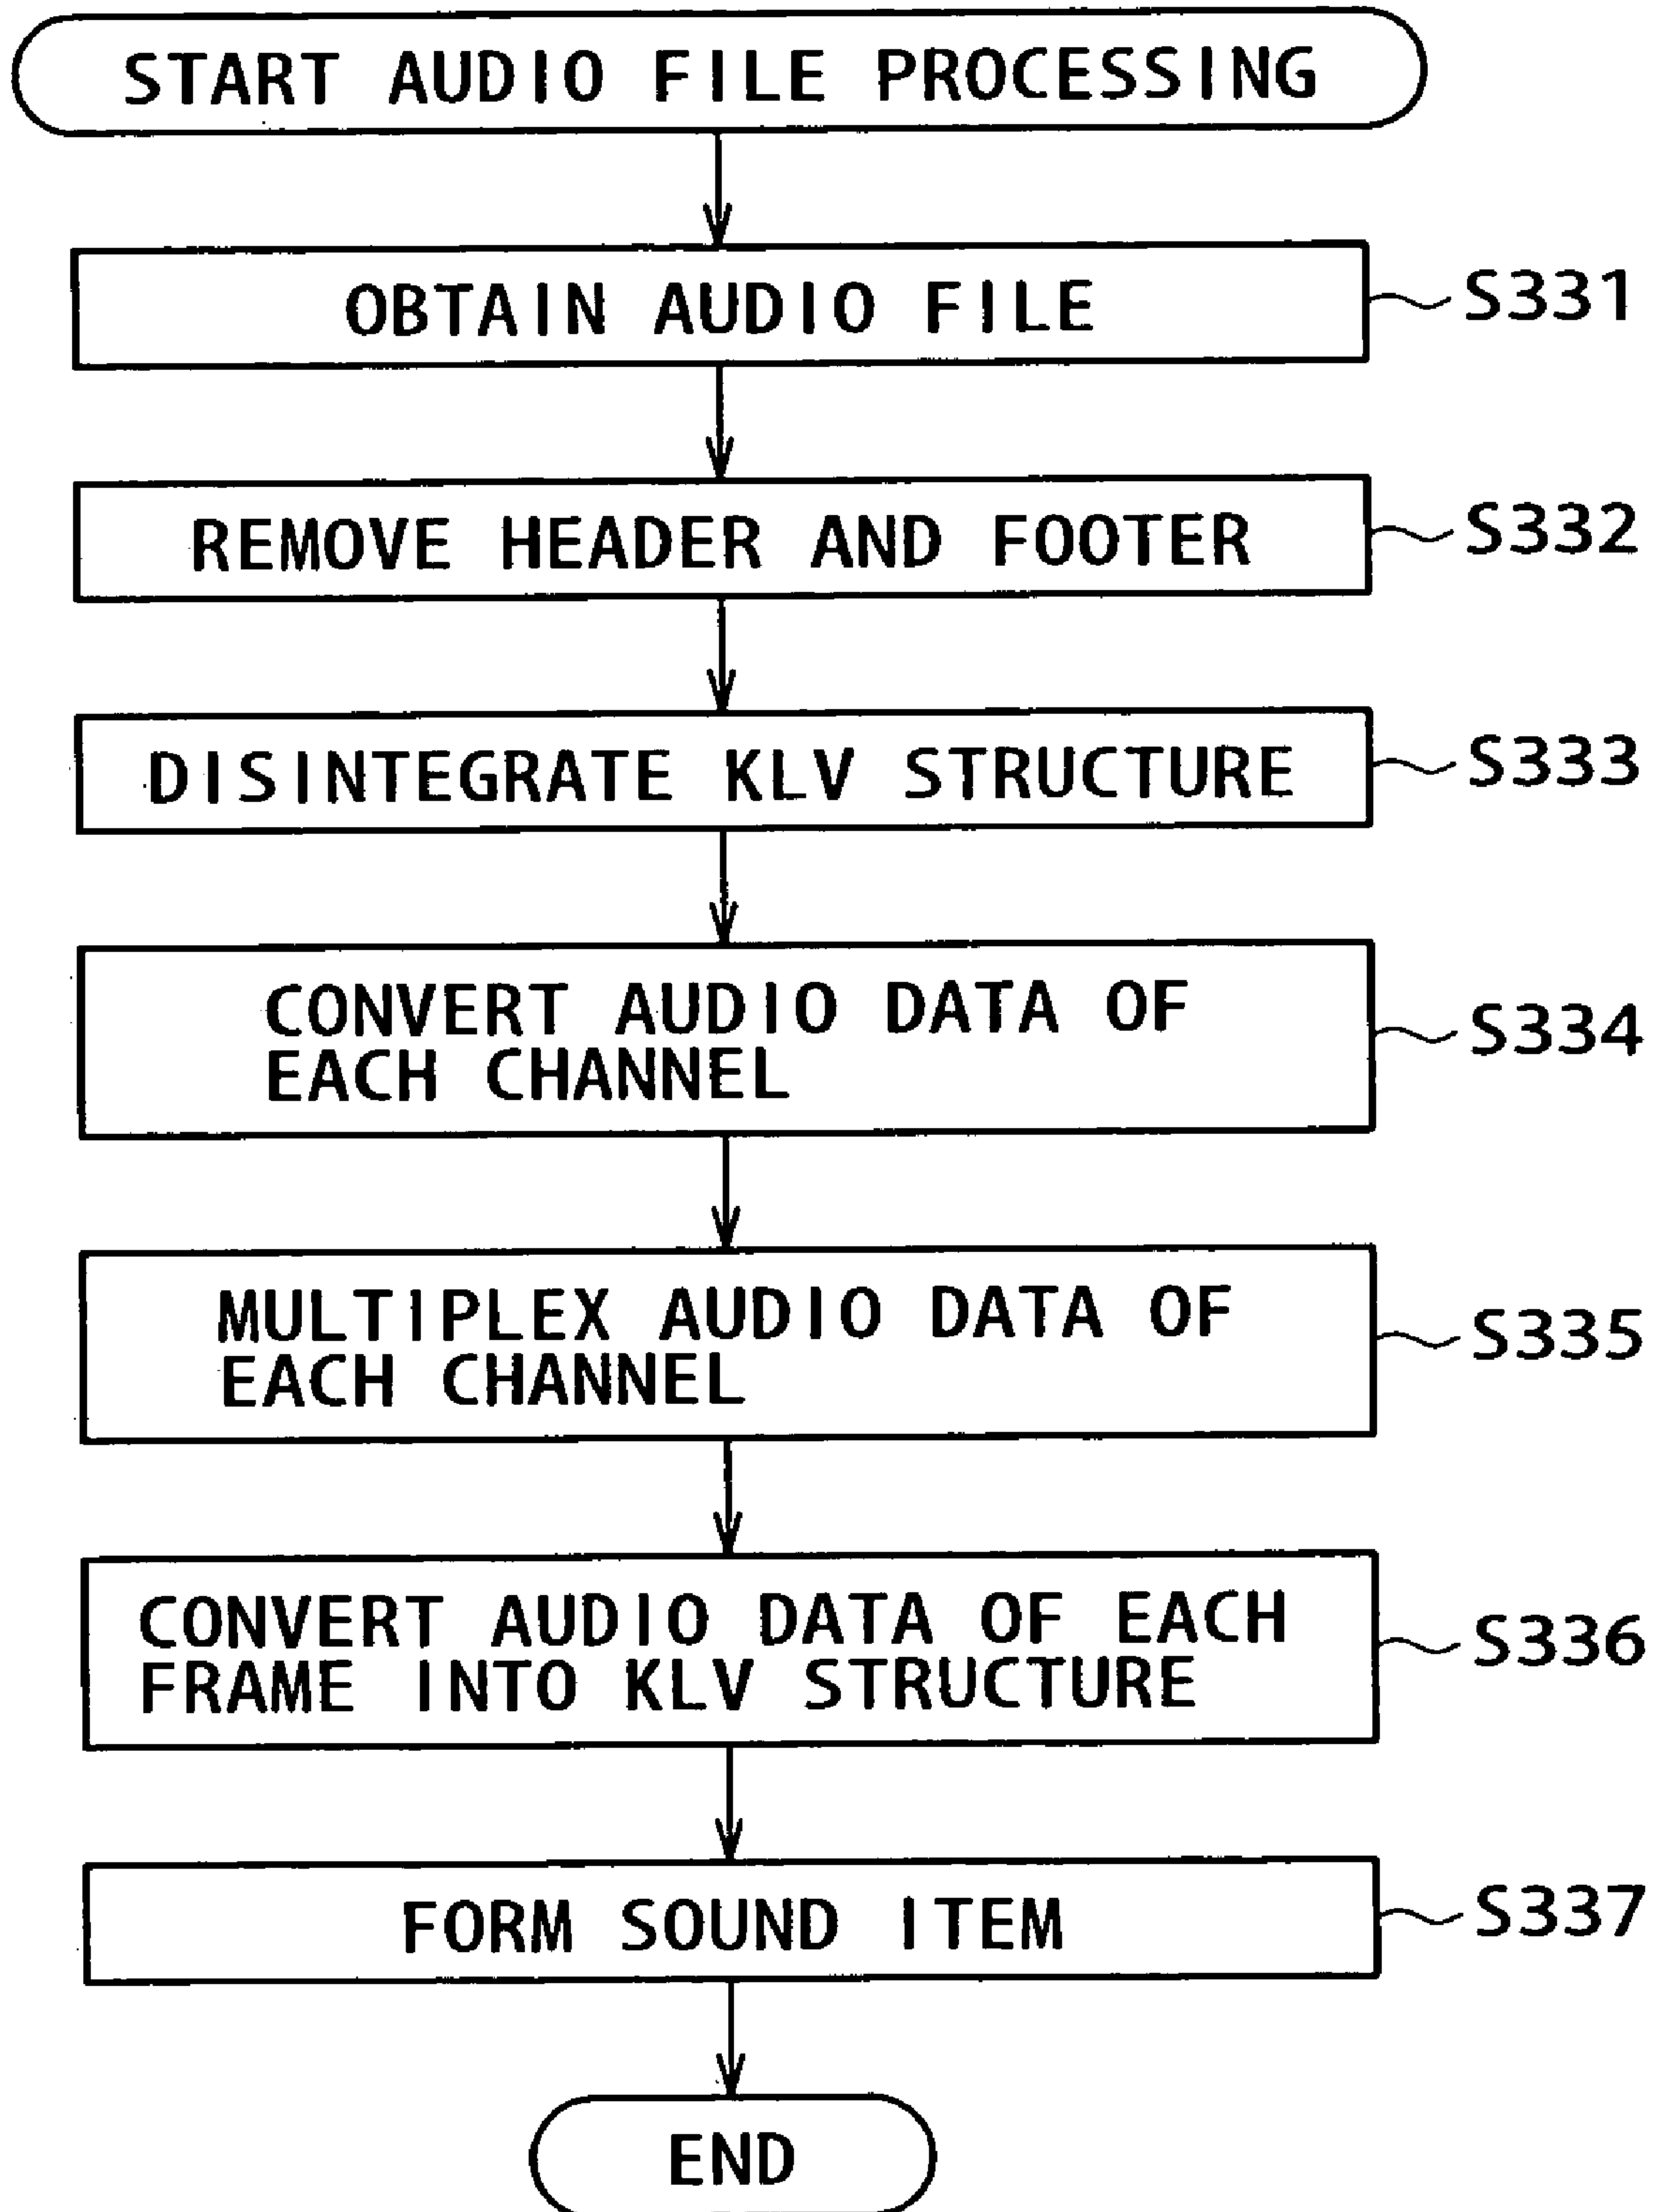 START AUDIO FILE PROCESSING
OBTAIN AUDIO FILE
S331
REMOVE HEADER AND FOOTER
S332
DISINTEGRATE KLV STRUCTURE
S333
CONVERT AUDIO DATA OF
EACH CHANNEL
S334
MULTIPLEX AUDIO DATA OF
EACH CHANNEL
S335
CONVERT AUDIO DATA OF EACH
FRAME INTO KLV STRUCTURE
S336
FORM SOUND ITEM
S337
END